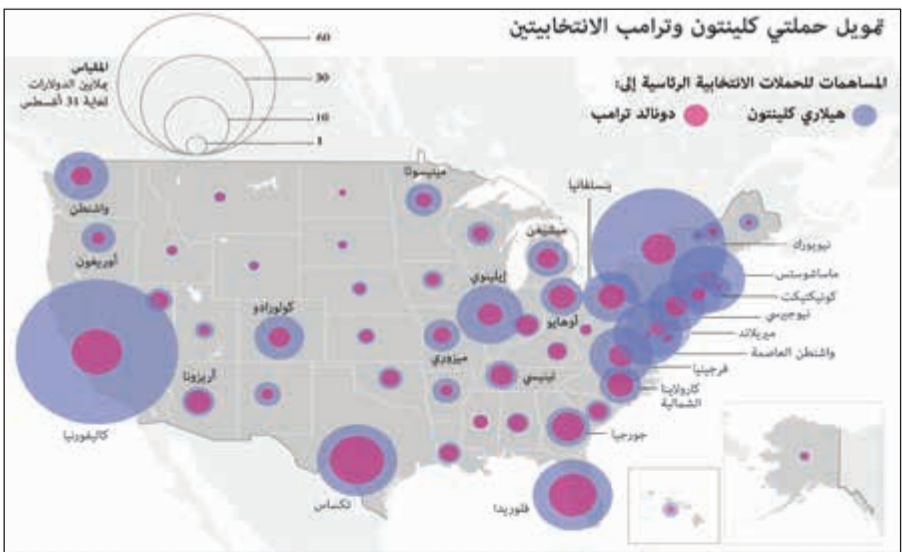 تمويل حملتي كلينتون وترامب الانتخابيتين
المساهمات للحملات الانتخابية الرئاسية إلى:
هيلاري كلينتون
دونالد ترامب
المقياس
بملايين الدولارات
لغاية 31 أغسطس
60
30
10
1
واشنطن
أوريغون
كاليفورنيا
أريزونا
كولورادو
تكساس
مينيسوتا
ميزوري
إيلينوي
ميشيغن
أوهايو
تينيسي
بنسلفانيا
نيويورك
ماساشوستس
كونيكتيكت
نيوجيرسي
ميريلاند
واشنطن العاصمة
فرجينيا
كارولاينا
الشمالية
جورجيا
فلوريدا